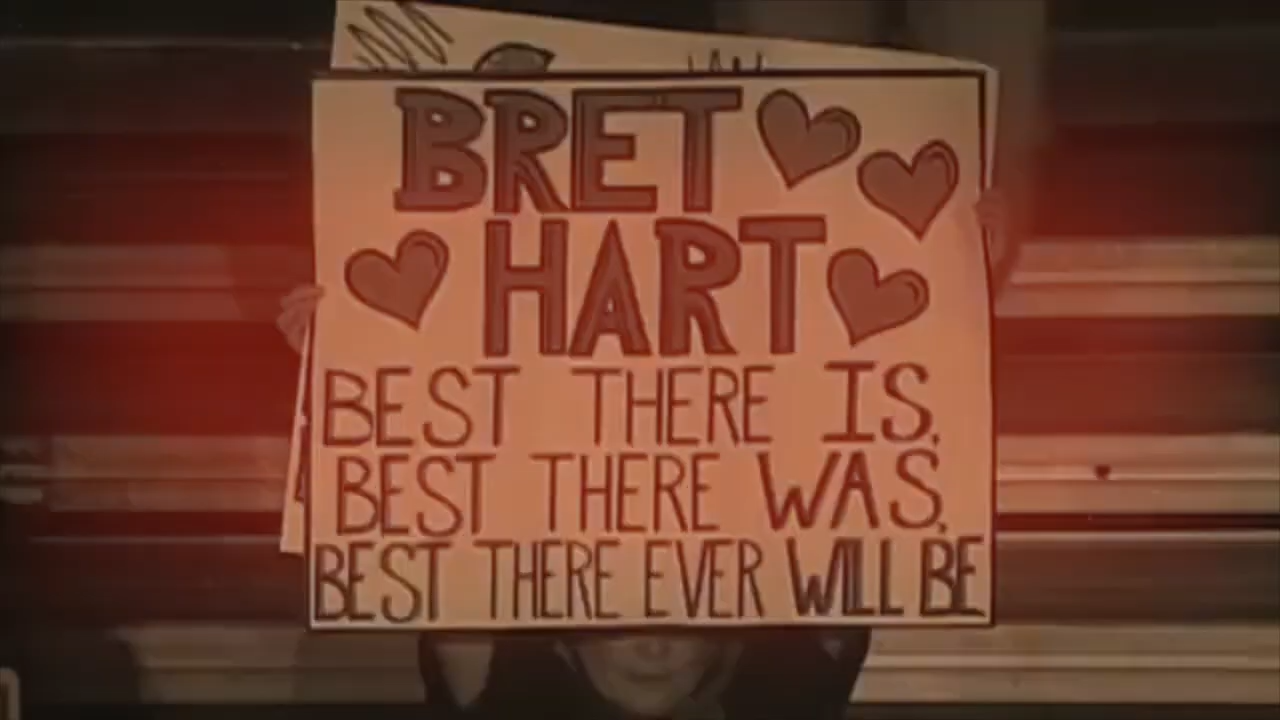 BRET
HART
BEST THERE IS,
BEST THERE WAS,
BEST THERE EVER WILL BE